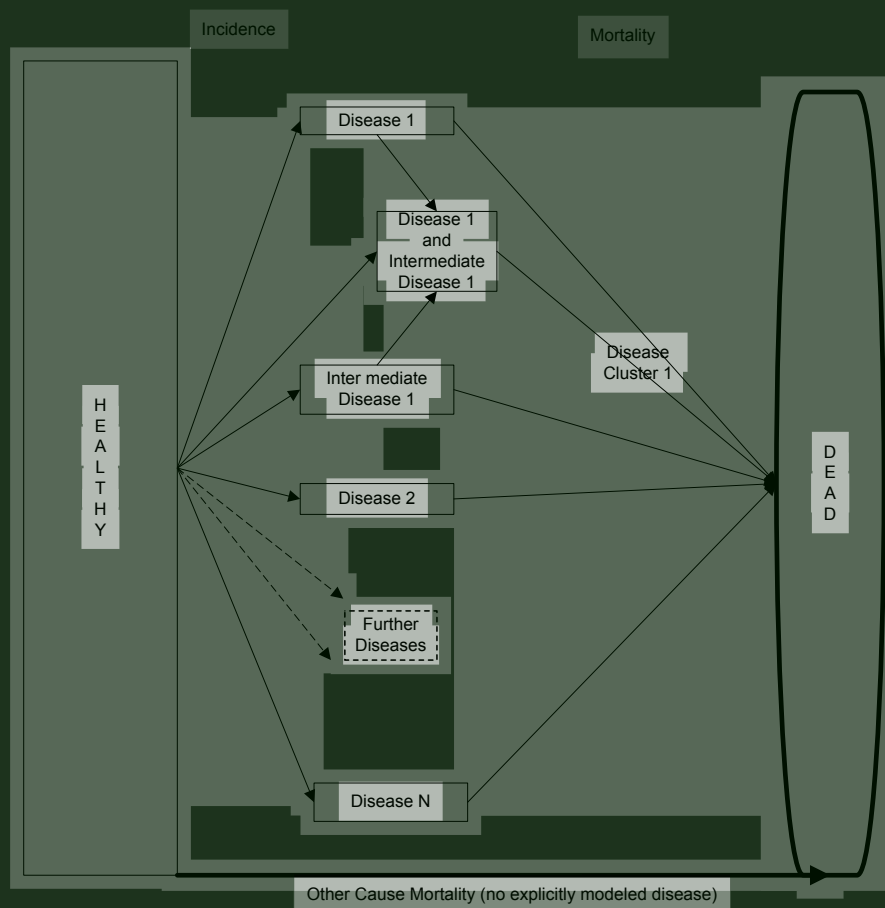 Incidence
Mortality
Disease 1
Disease 1
and
Intermediate
Disease 1
Disease
Cluster 1
Inter mediate
Disease 1
H
E
A
L
T
H
Y
D
E
A
D
Disease 2
Further
Diseases
Disease N
Other Cause Mortality (no explicitly modeled disease)